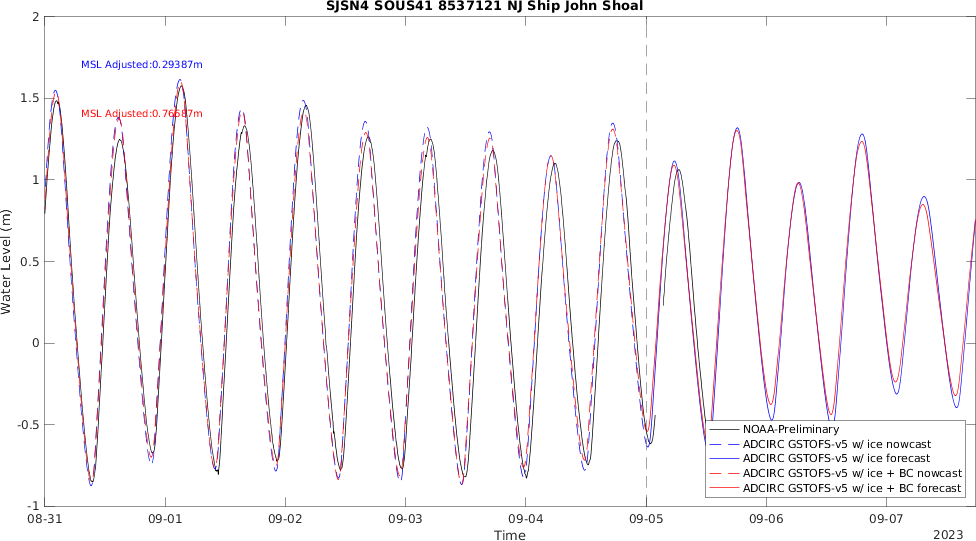 SJSN4 SOUS41 8537121 NJ Ship John Shoal
Water Level (m)
2
1.5
1
0.5
0
-0.5
-1
MSL Adjusted:0.29387m
MSL Adjusted:0.76587m
NOAA-Preliminary
ADCIRC GSTOFS-v5 w/ ice nowcast
ADCIRC GSTOFS-v5 w/ ice forecast
ADCIRC GSTOFS-v5 w/ ice + BC nowcast
ADCIRC GSTOFS-v5 w/ ice + BC forecast
08-31 09-01 09-02 09-03 09-04 09-05 09-06 09-07
Time
2023